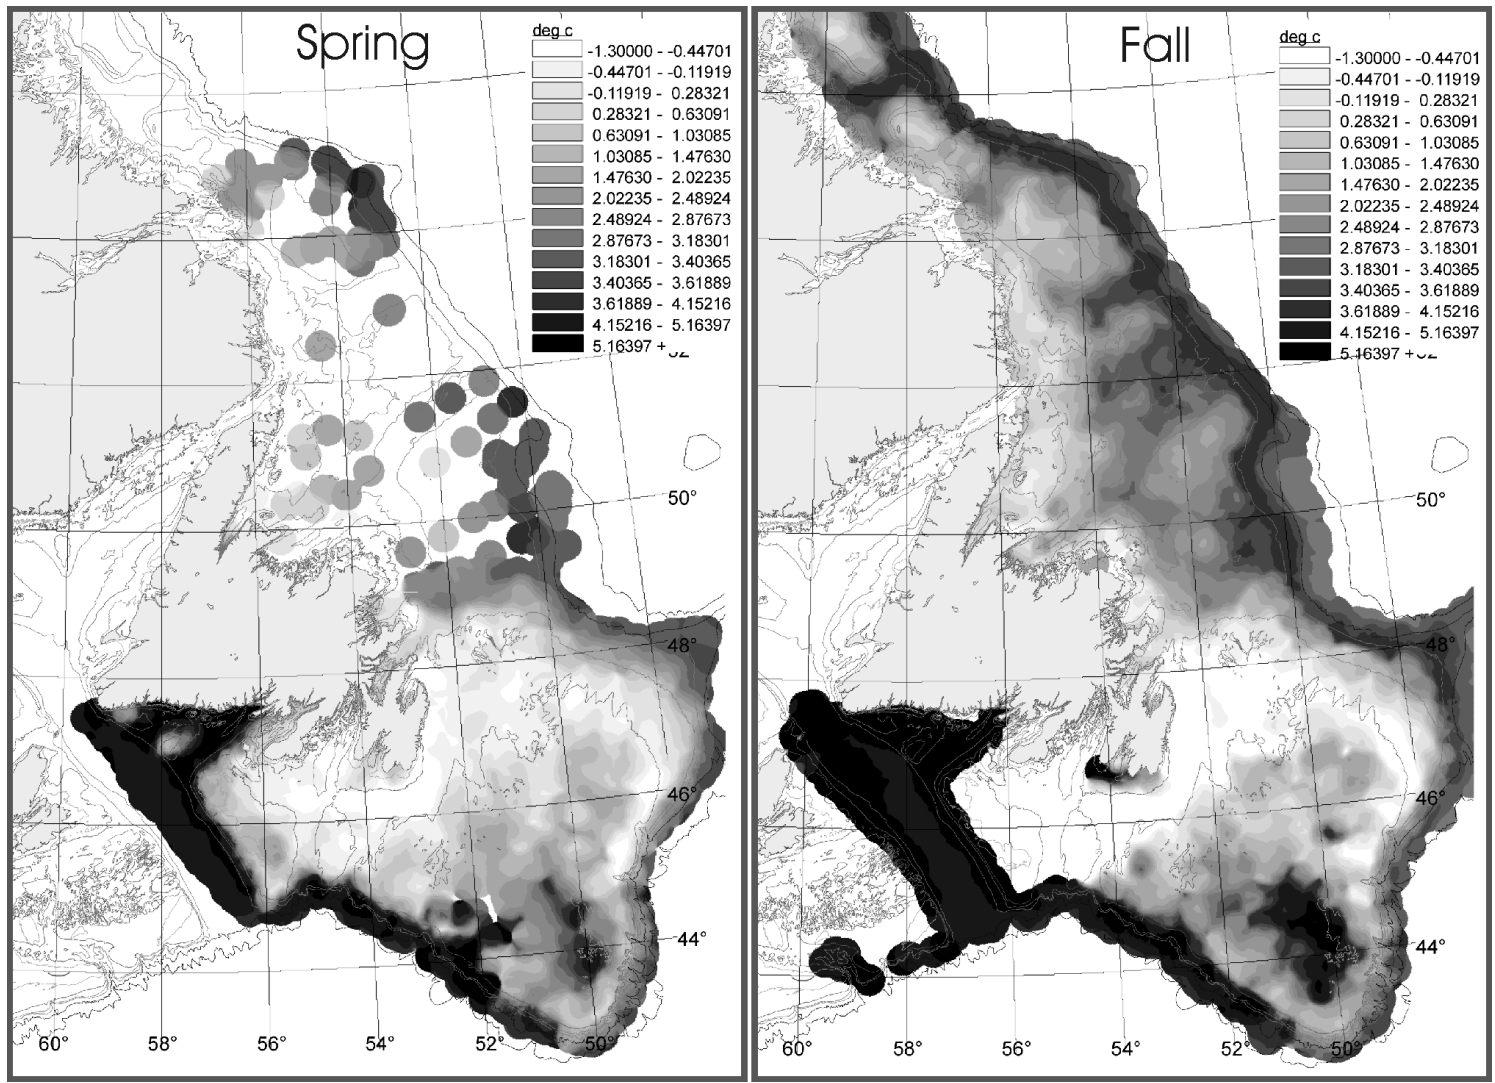 Spring
deg c
-1.30000 - -0.44701
-0.44701 - -0.11919
-0.11919 - 0.28321
0.28321 - 0.63091
0.63091 - 1.03085
1.03085 - 1.47630
1.47630 - 2.02235
2.02235 - 2.48924
2.48924 - 2.87673
2.87673 - 3.18301
3.18301 - 3.40365
3.40365 - 3.61889
3.61889 - 4.15216
4.15216 - 5.16397
5.16397 +
50°
48°
46°
44°
60° 58° 56° 54° 52° 50°
Fall
deg c
-1.30000 - -0.44701
-0.44701 - -0.11919
-0.11919 - 0.28321
0.28321 - 0.63091
0.63091 - 1.03085
1.03085 - 1.47630
1.47630 - 2.02235
2.02235 - 2.48924
2.48924 - 2.87673
2.87673 - 3.18301
3.18301 - 3.40365
3.40365 - 3.61889
3.61889 - 4.15216
4.15216 - 5.16397
5.16397 +
50°
48°
46°
44°
60° 58° 56° 54° 52° 50°